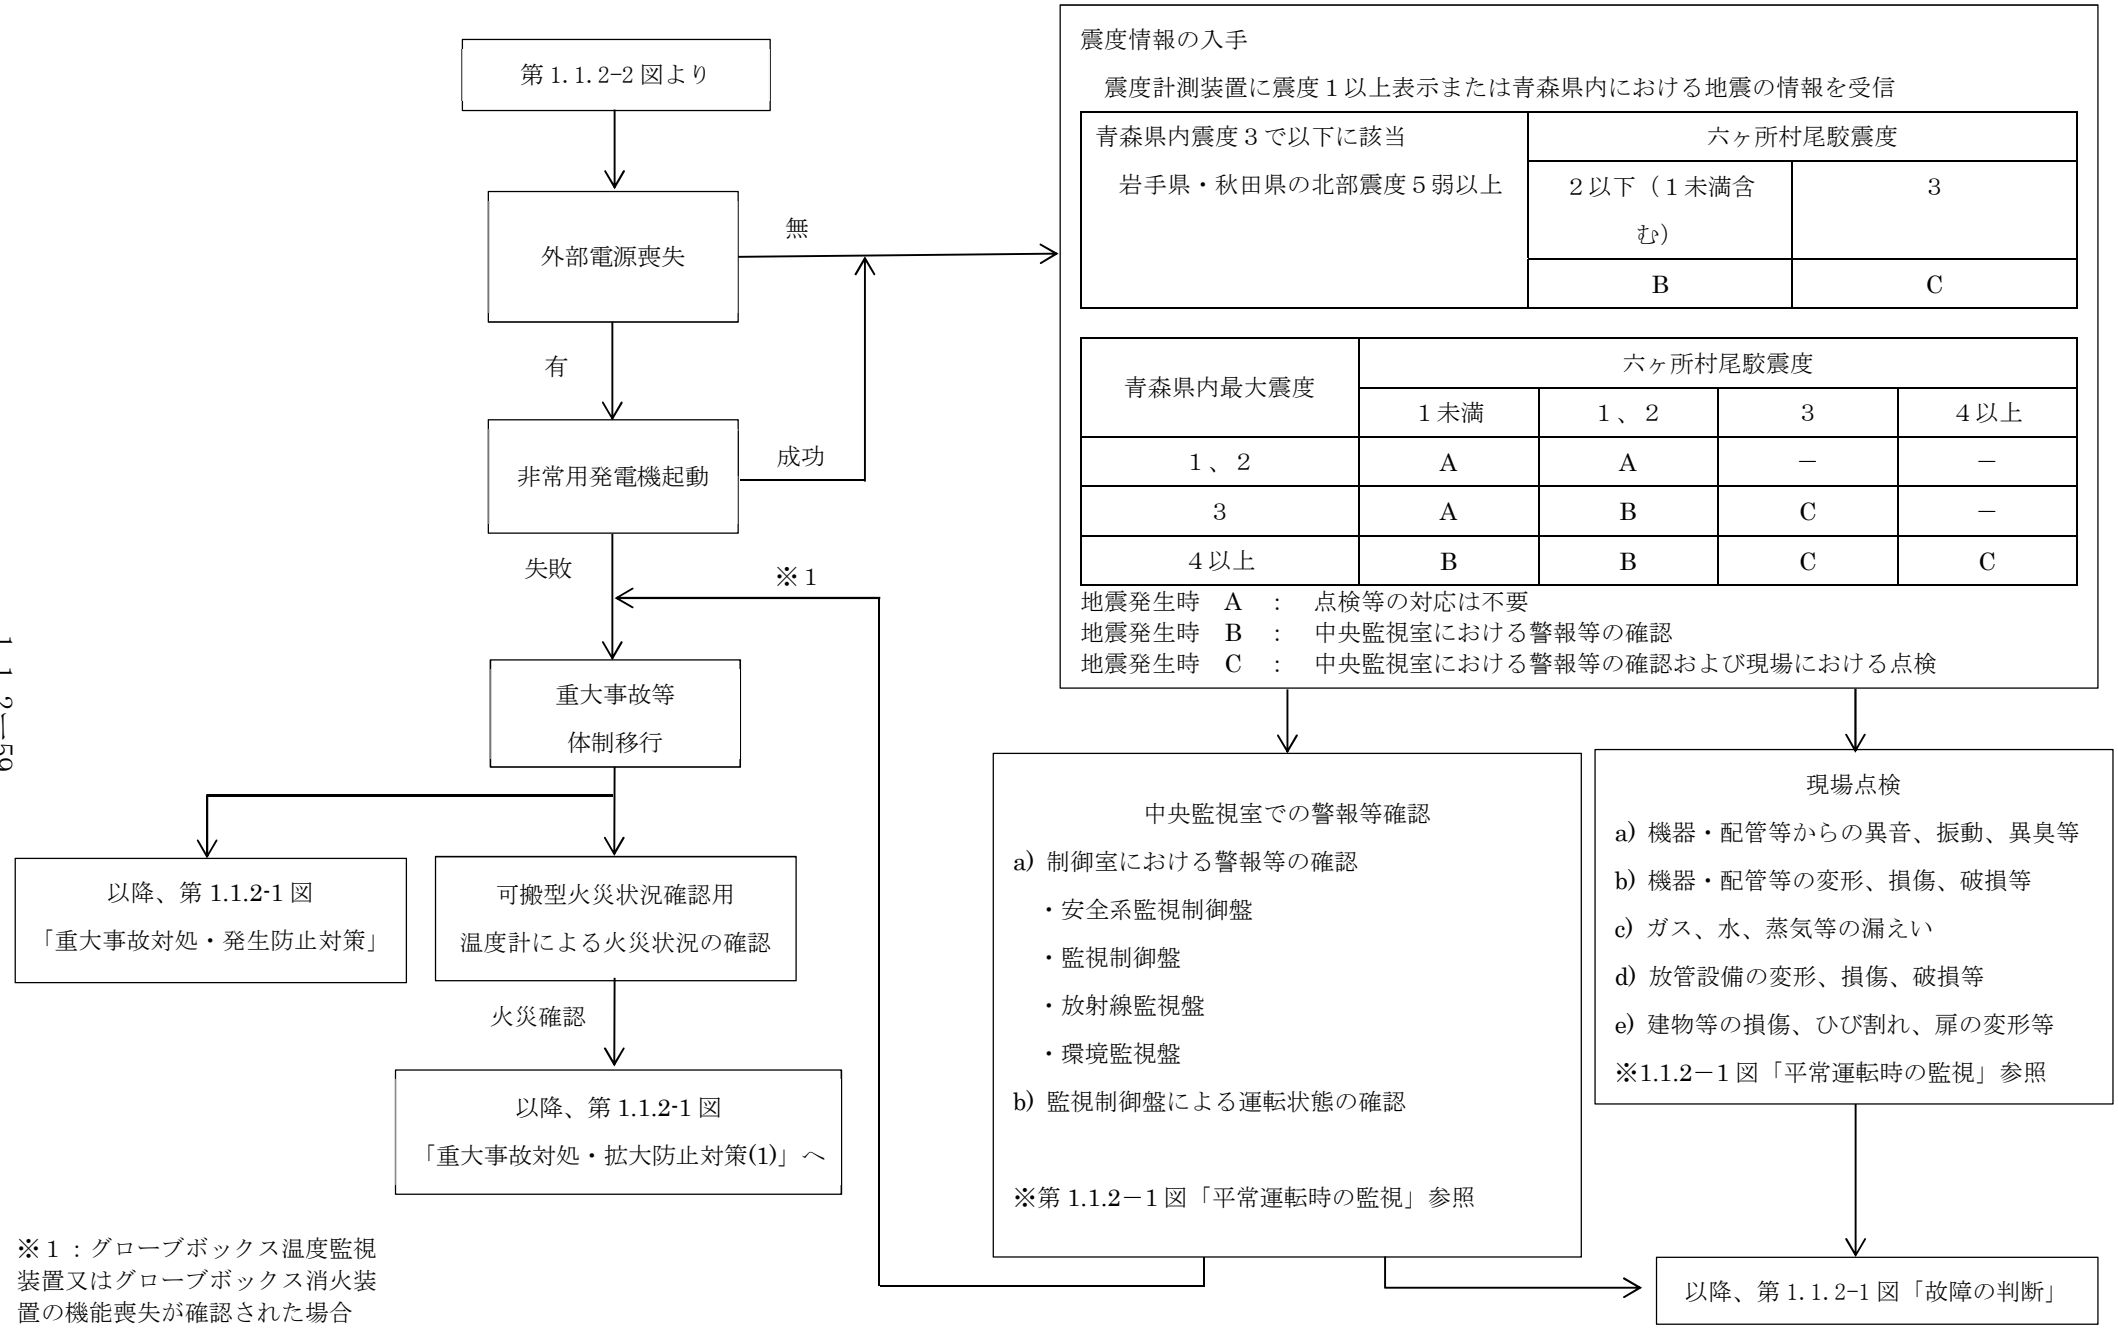 第1.1.2-2図より
外部電源喪失
無
有
非常用発電機起動
成功
失敗
※1
重大事故等
体制移行
以降、第1.1.2-1図
「重大事故対処・発生防止対策」
可搬型火災状況確認用
温度計による火災状況の確認
火災確認
以降、第1.1.2-1図
「重大事故対処・拡大防止対策(1)」へ
※1:グローブボックス温度監視
装置又はグローブボックス消火装
置の機能喪失が確認された場合
震度情報の入手
震度計測装置に震度1以上表示または青森県内における地震の情報を受信
青森県内震度3で以下に該当
岩手県・秋田県の北部震度5弱以上
六ヶ所村尾駮震度
2以下(1未満含
む)
3
B
C
青森県内最大震度
六ヶ所村尾駮震度
1未満
1、2
3
4以上
1、2
A
A
-
-
3
A
B
C
-
4以上
B
B
C
C
地震発生時 A : 点検等の対応は不要
地震発生時 B : 中央監視室における警報等の確認
地震発生時 C : 中央監視室における警報等の確認および現場における点検
中央監視室での警報等確認
a) 制御室における警報等の確認
・安全系監視制御盤
・監視制御盤
・放射線監視盤
・環境監視盤
b) 監視制御盤による運転状態の確認
※第1.1.2-1図「平常運転時の監視」参照
現場点検
a) 機器・配管等からの異音、振動、異臭等
b) 機器・配管等の変形、損傷、破損等
c) ガス、水、蒸気等の漏えい
d) 放管設備の変形、損傷、破損等
e) 建物等の損傷、ひび割れ、扉の変形等
※1.1.2-1図「平常運転時の監視」参照
以降、第1.1.2-1図「故障の判断」